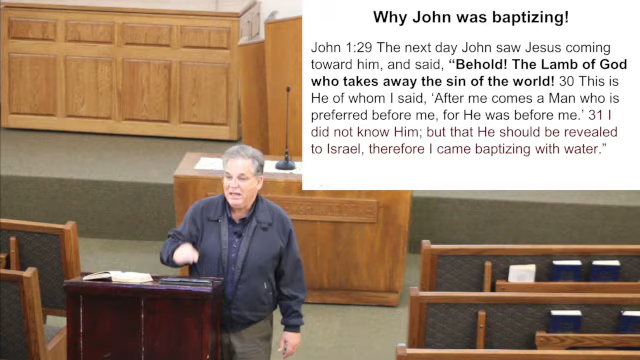 Why John was baptizing!
John 1:29 The next day John saw Jesus coming
toward him, and said, “Behold! The Lamb of God
who takes away the sin of the world! 30 This is
He of whom I said, ‘After me comes a Man who is
preferred before me, for He was before me.’ 31 I
did not know Him; but that He should be revealed
to Israel, therefore I came baptizing with water.”